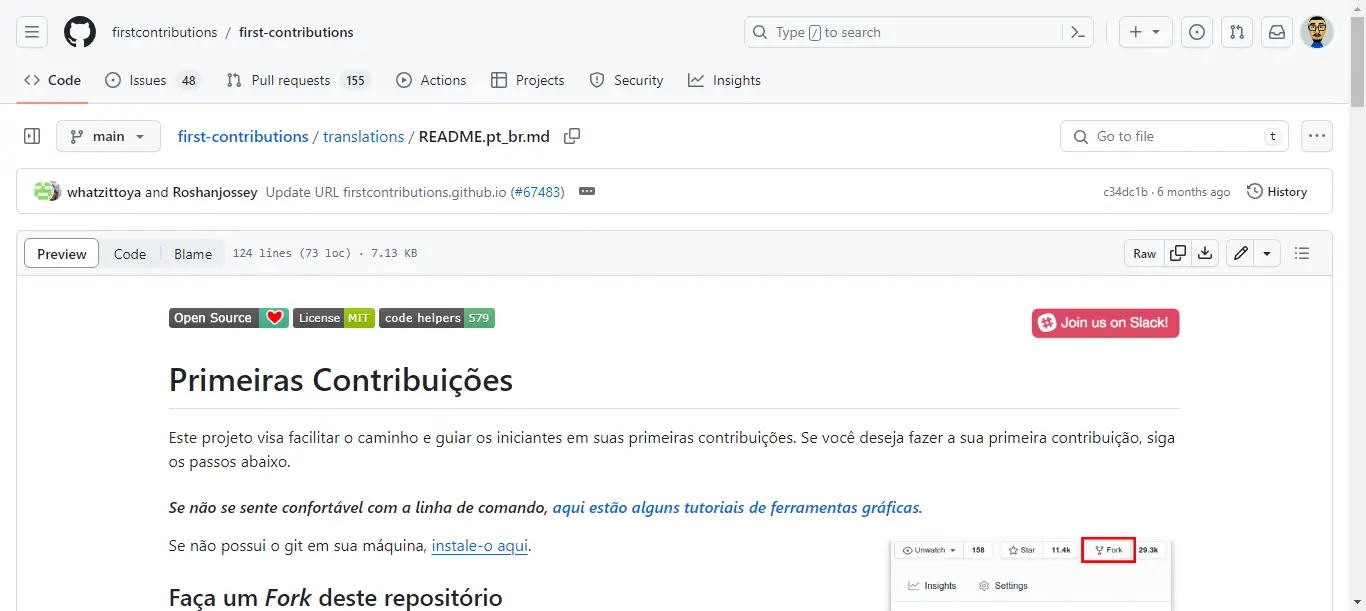 firstcontributions / first-contributions
Type / to search
Code Issues 48 Pull requests 155 Actions Projects Security Insights
main first-contributions / translations / README.pt_br.md Go to file t
whatzittoya and Roshanjossey Update URL firstcontributions.github.io (#67483) c34dc1b · 6 months ago History
Preview Code Blame 124 lines (73 loc) · 7.13 KB Raw
Open Source License MIT code helpers 579 Join us on Slack!
Primeiras Contribuições
Este projeto visa facilitar o caminho e guiar os iniciantes em suas primeiras contribuições. Se você deseja fazer a sua primeira contribuição, siga
os passos abaixo.
Se não se sente confortável com a linha de comando, aqui estão alguns tutoriais de ferramentas gráficas.
Se não possui o git em sua máquina, instale-o aqui.
Unwatch 158 Star 11.4k Fork 29.3k
Insights Settings
Faça um Fork deste repositório